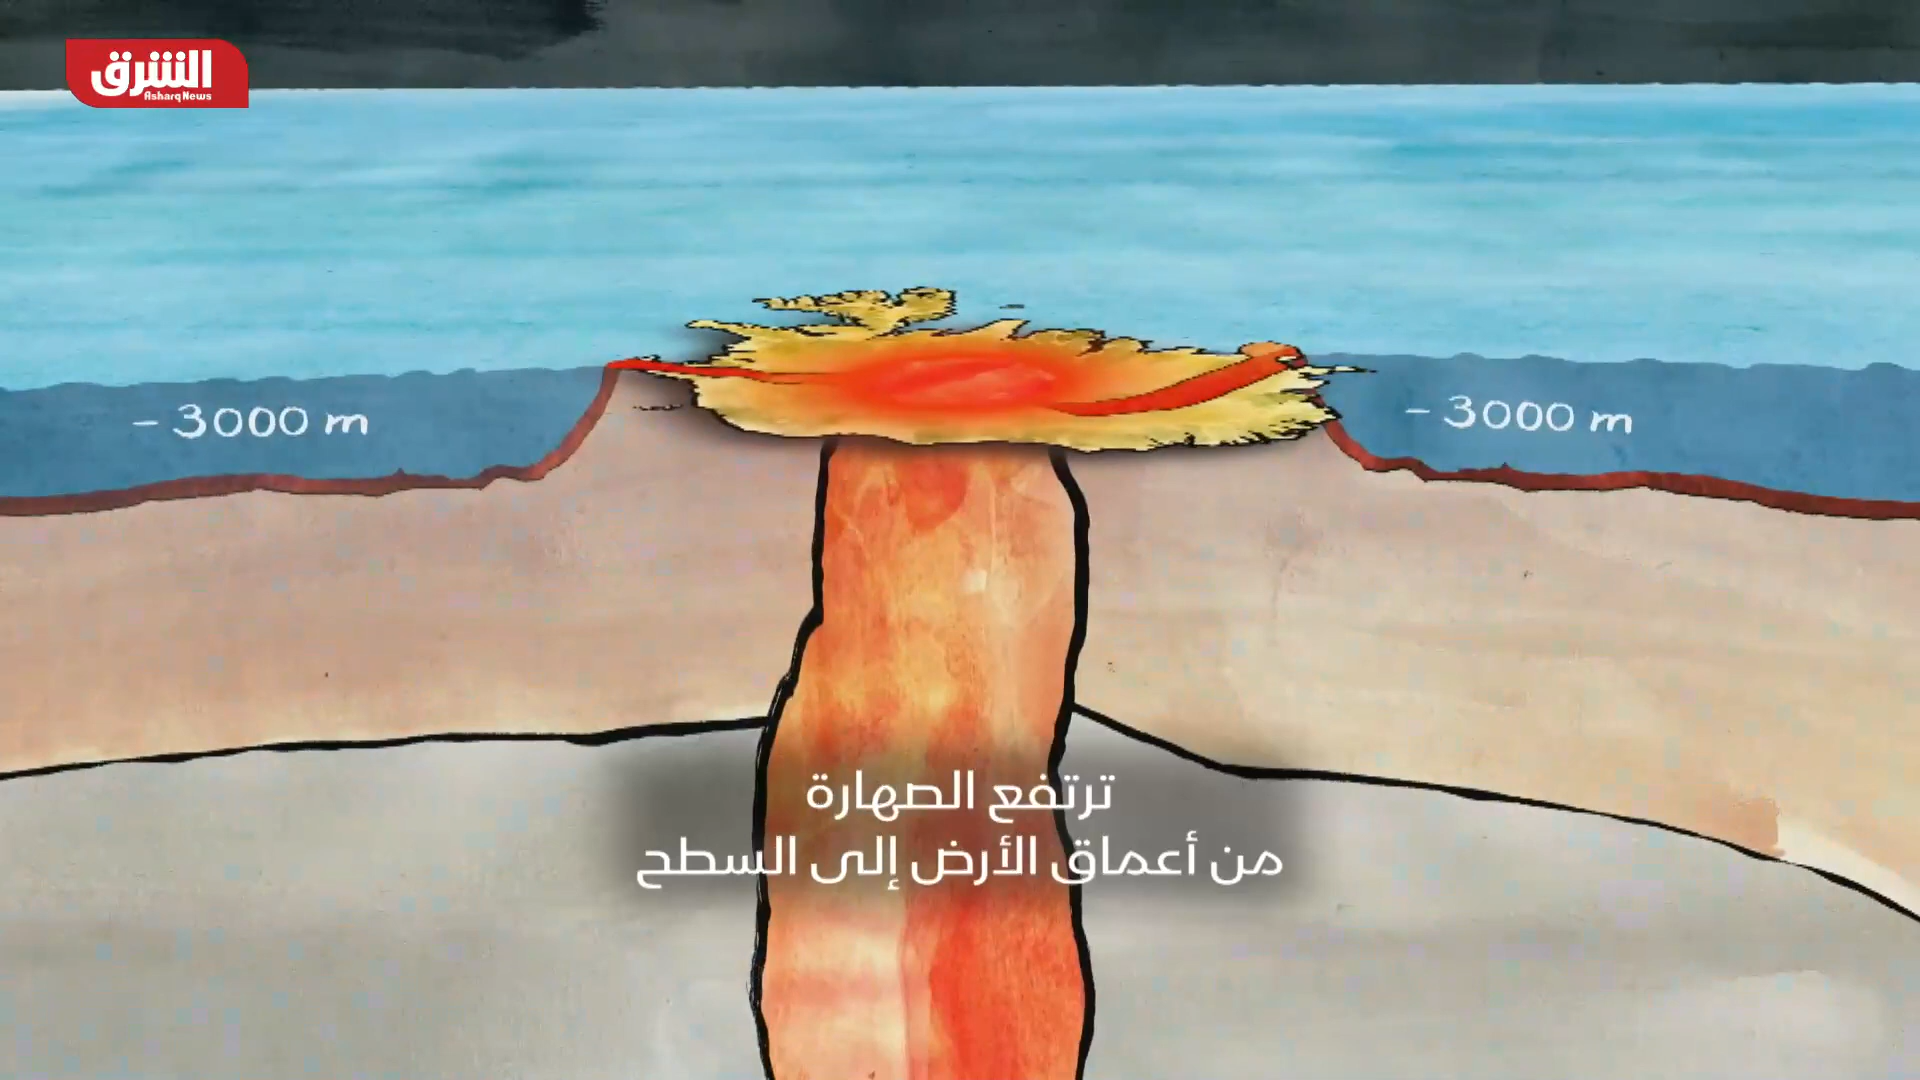 الشرق
Asharq News
- 3000 m
- 3000 m
ترتفع الصهارة
من أعماق الأرض إلى السطح